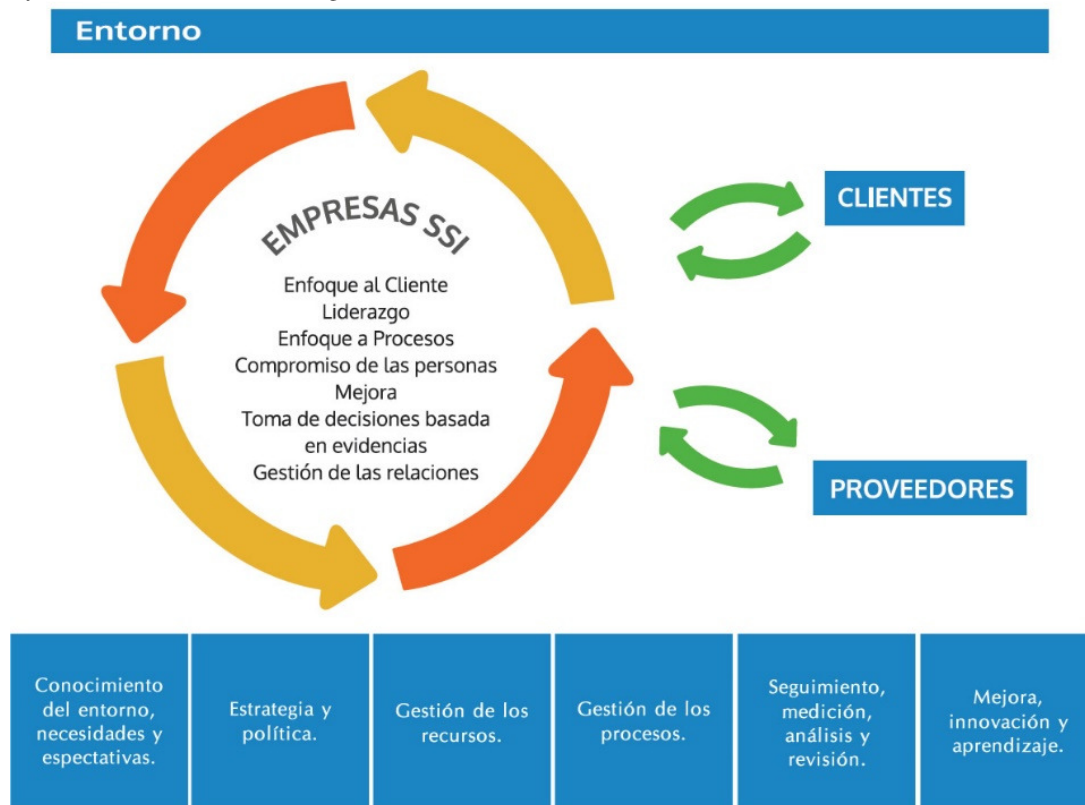 Entorno
EMPRESAS SSI
Enfoque al Cliente
Liderazgo
Enfoque a Procesos
Compromiso de las personas
Mejora
Toma de decisiones basada
en evidencias
Gestión de las relaciones
CLIENTES
PROVEEDORES
Conocimiento
del entorno,
necesidades y
espectativas.
Estrategia y
política.
Gestión de los
recursos.
Gestión de los
procesos.
Seguimiento,
medición,
análisis y
revisión.
Mejora,
innovación y
aprendizaje.